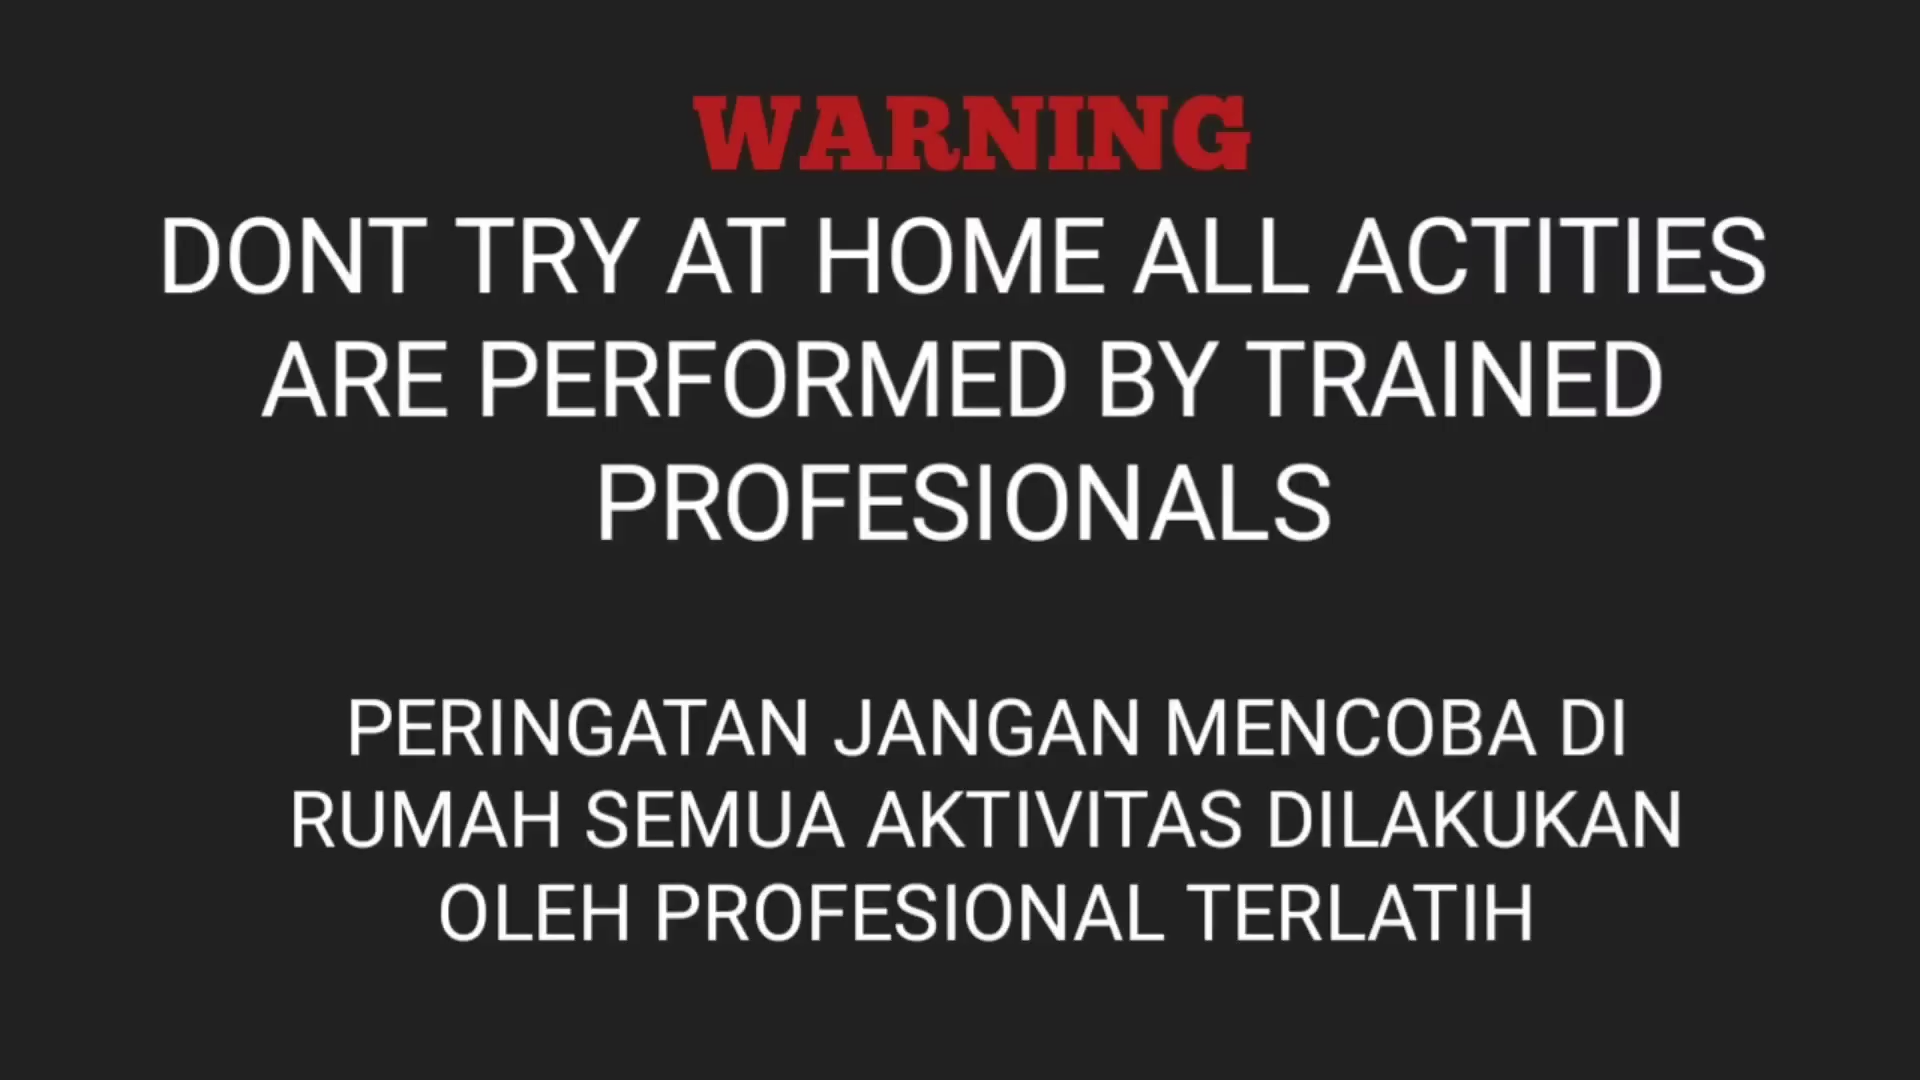 WARNING
DONT TRY AT HOME ALL ACTITIES
ARE PERFORMED BY TRAINED
PROFESIONALS
PERINGATAN JANGAN MENCOBA DI
RUMAH SEMUA AKTIVITAS DILAKUKAN
OLEH PROFESIONAL TERLATIH